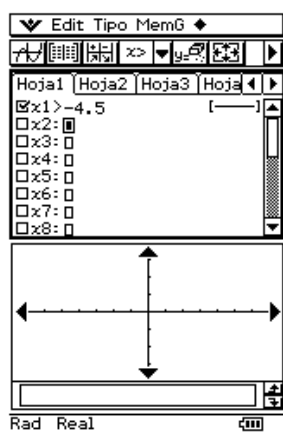 Edit Tipo MemG
x> y=
Hoja1 Hoja2 Hoja3 Hoja
x1>-4.5 [—]
x2:
x3:
x4:
x5:
x6:
x7:
x8:
Rad Real